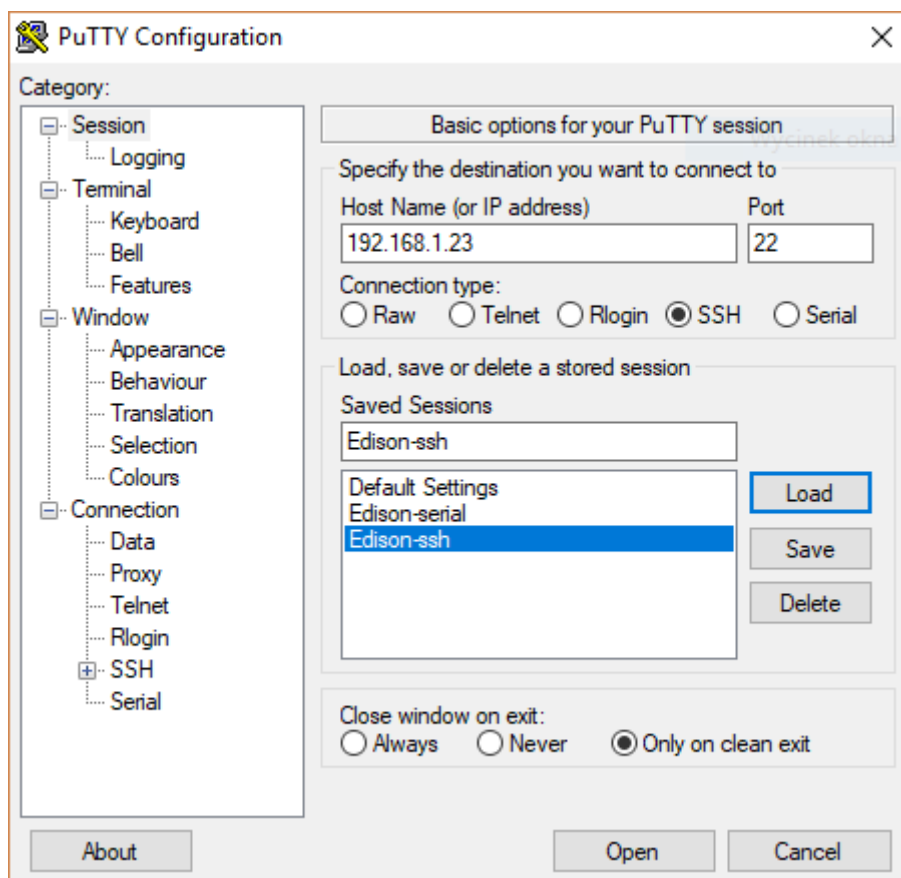 PuTTY Configuration
Category:
Session
Logging
Terminal
Keyboard
Bell
Features
Window
Appearance
Behaviour
Translation
Selection
Colours
Connection
Data
Proxy
Telnet
Rlogin
SSH
Serial
Basic options for your PuTTY session
Wycinek okna
Specify the destination you want to connect to
Host Name (or IP address) Port
192.168.1.23 22
Connection type:
Raw Telnet Rlogin SSH Serial
Load, save or delete a stored session
Saved Sessions
Edison-ssh
Default Settings
Edison-serial
Edison-ssh
Load
Save
Delete
Close window on exit:
Always Never Only on clean exit
About Open Cancel